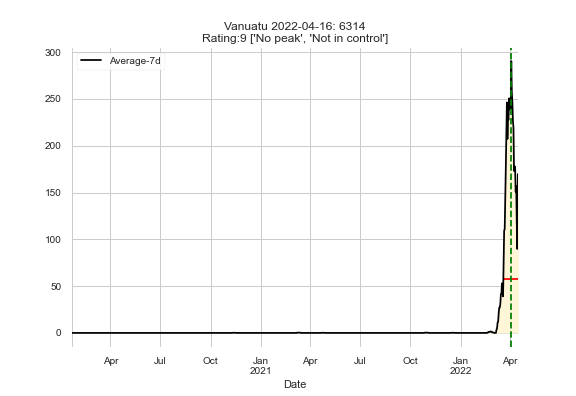 Vanuatu 2022-04-16: 6314
Rating:9 ['No peak', 'Not in control']
Average-7d
300
250
200
150
100
50
0
Apr Jul Oct Jan Apr Jul Oct Jan Apr
2021 2022
Date